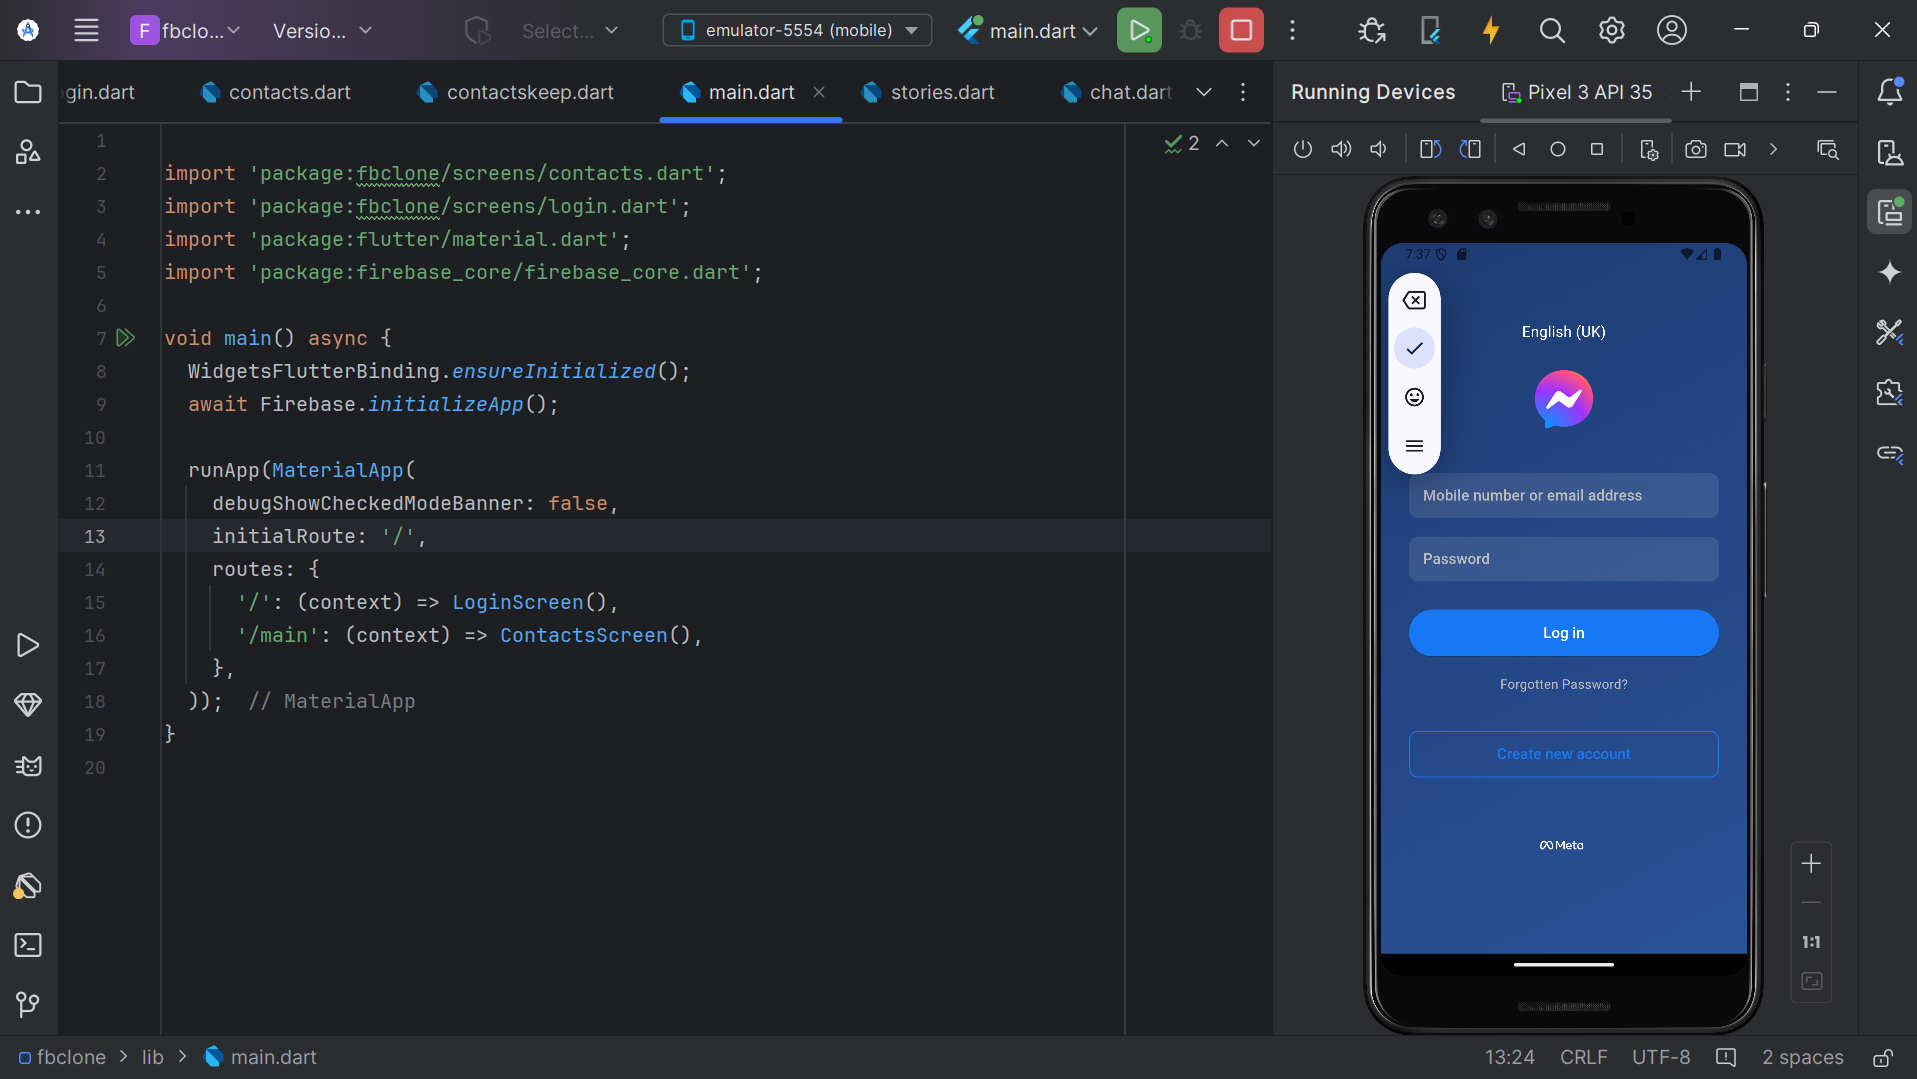 F fbclo...
Versio...
Select...
emulator-5554 (mobile)
main.dart
gin.dart
contacts.dart
contactskeep.dart
main.dart
stories.dart
chat.dart
Running Devices
Pixel 3 API 35
2
1
2 import 'package:fbclone/screens/contacts.dart';
3 import 'package:fbclone/screens/login.dart';
4 import 'package:flutter/material.dart';
5 import 'package:firebase_core/firebase_core.dart';
6
7 void main() async {
8 WidgetsFlutterBinding.ensureInitialized();
9 await Firebase.initializeApp();
10
11 runApp(MaterialApp(
12 debugShowCheckedModeBanner: false,
13 initialRoute: '/',
14 routes: {
15 '/': (context) => LoginScreen(),
16 '/main': (context) => ContactsScreen(),
17 },
18 )); // MaterialApp
19 }
20
7:37
English (UK)
Mobile number or email address
Password
Log in
Forgotten Password?
Create new account
Meta
1:1
fbclone > lib > main.dart
13:24
CRLF
UTF-8
2 spaces